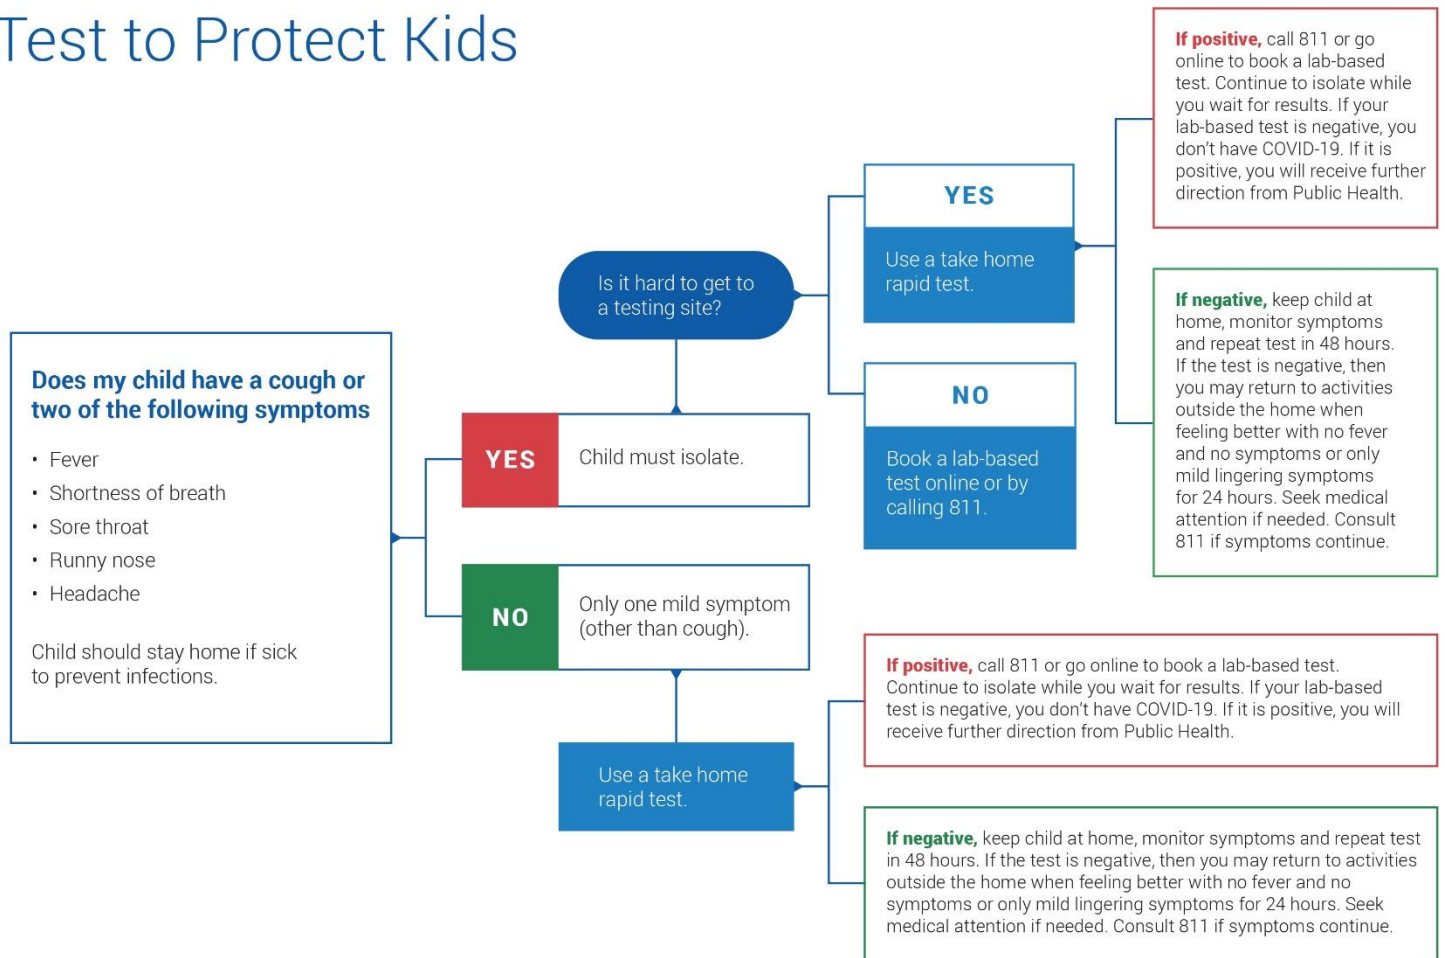 Test to Protect Kids
Does my child have a cough or
two of the following symptoms
• Fever
• Shortness of breath
• Sore throat
• Runny nose
• Headache
Child should stay home if sick
to prevent infections.
YES
Child must isolate.
NO
Only one mild symptom
(other than cough).
Is it hard to get to
a testing site?
YES
Use a take home
rapid test.
NO
Book a lab-based
test online or by
calling 811.
If positive, call 811 or go
online to book a lab-based
test. Continue to isolate while
you wait for results. If your
lab-based test is negative, you
don't have COVID-19. If it is
positive, you will receive further
direction from Public Health.
If negative, keep child at
home, monitor symptoms
and repeat test in 48 hours.
If the test is negative, then
you may return to activities
outside the home when
feeling better with no fever
and no symptoms or only
mild lingering symptoms
for 24 hours. Seek medical
attention if needed. Consult
811 if symptoms continue.
Use a take home
rapid test.
If positive, call 811 or go online to book a lab-based test.
Continue to isolate while you wait for results. If your lab-based
test is negative, you don't have COVID-19. If it is positive, you will
receive further direction from Public Health.
If negative, keep child at home, monitor symptoms and repeat test
in 48 hours. If the test is negative, then you may return to activities
outside the home when feeling better with no fever and no
symptoms or only mild lingering symptoms for 24 hours. Seek
medical attention if needed. Consult 811 if symptoms continue.